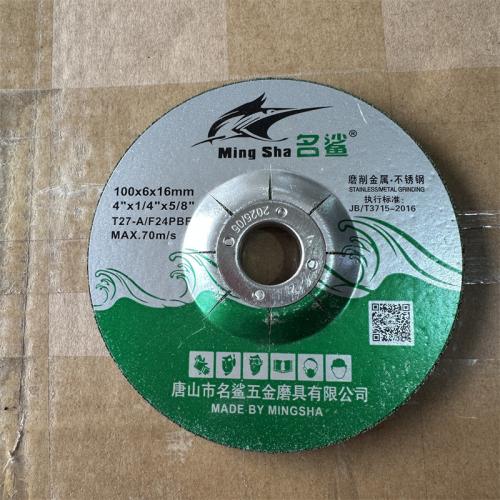 Ming Sha 名鲨®
100x6x16mm
4"x1/4"x5/8"
T27-A/F24PBF
MAX.70m/s
磨削金属·不锈钢
STAINLESS/METAL GRINDING
执行标准:
JB/T3715-2016
2026/05
唐山市名鲨五金磨具有限公司
MADE BY MINGSHA